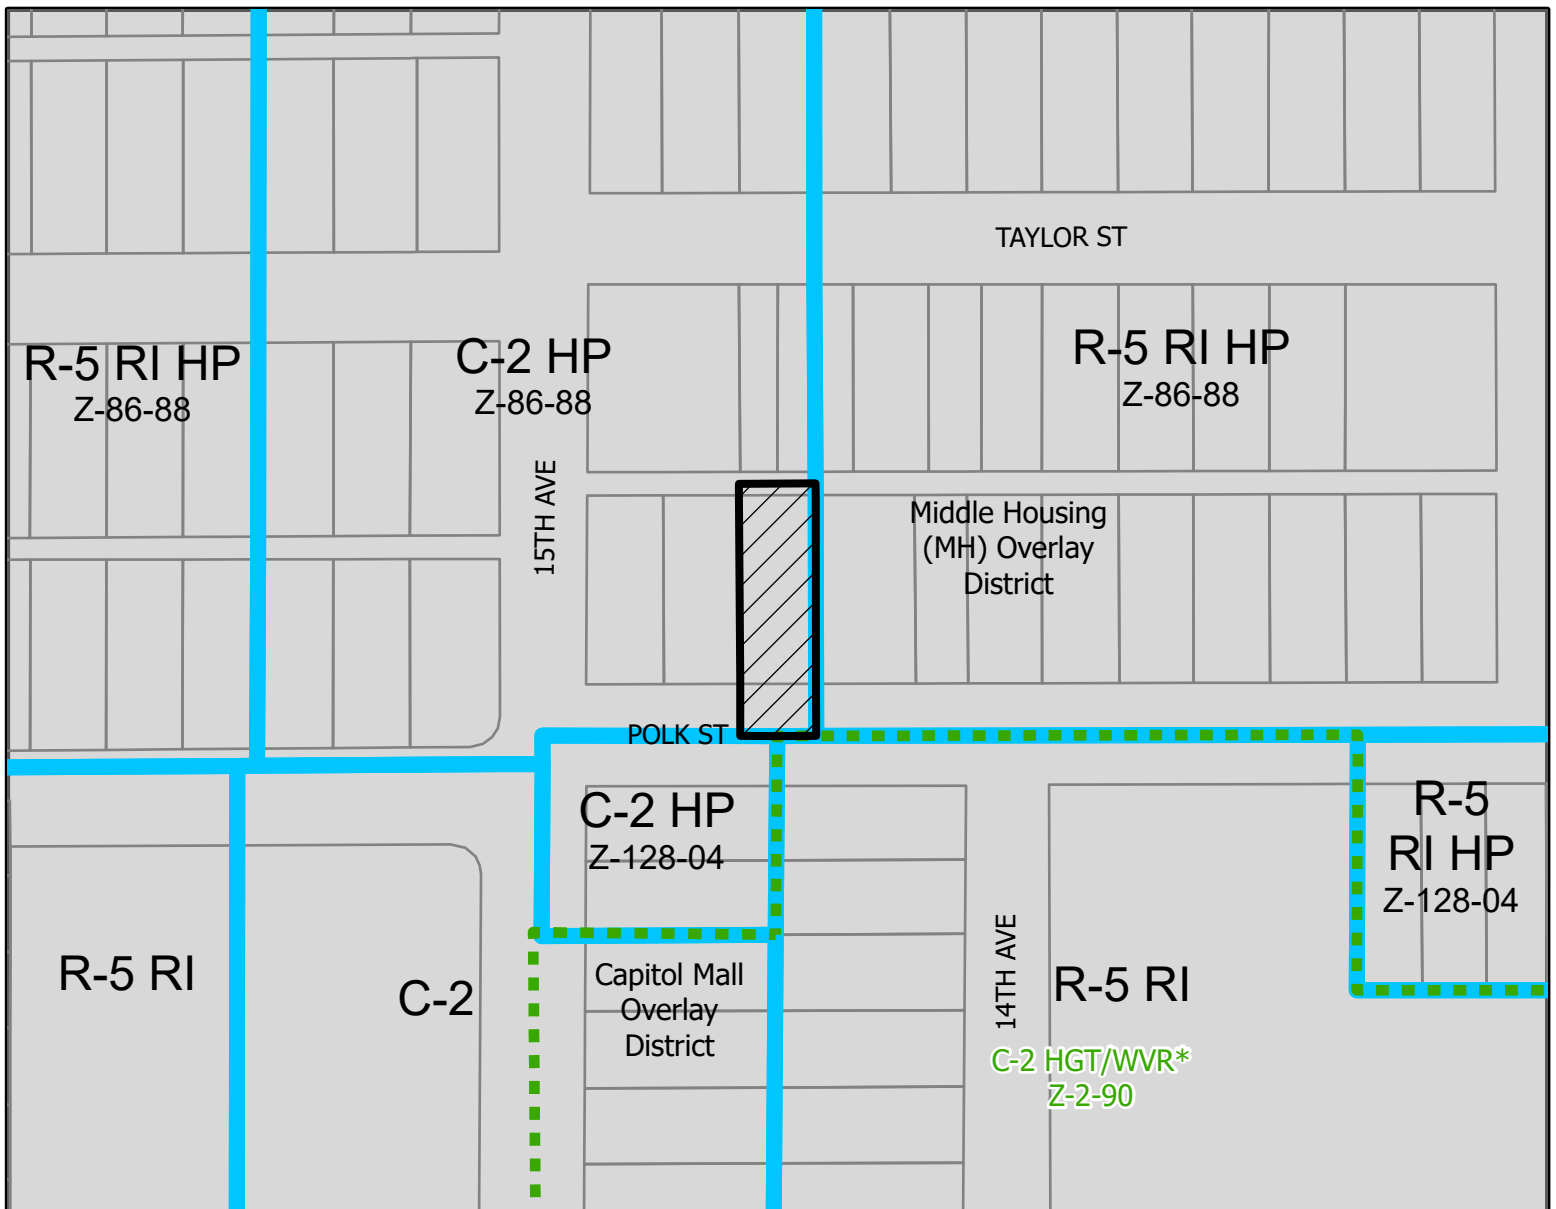 TAYLOR ST
R-5 RI HP
Z-86-88
C-2 HP
Z-86-88
R-5 RI HP
Z-86-88
15TH AVE
Middle Housing
(MH) Overlay
District
POLK ST
C-2 HP
Z-128-04
R-5
RI HP
Z-128-04
R-5 RI
C-2
Capitol Mall
Overlay
District
14TH AVE
R-5 RI
C-2 HGT/WVR*
Z-2-90